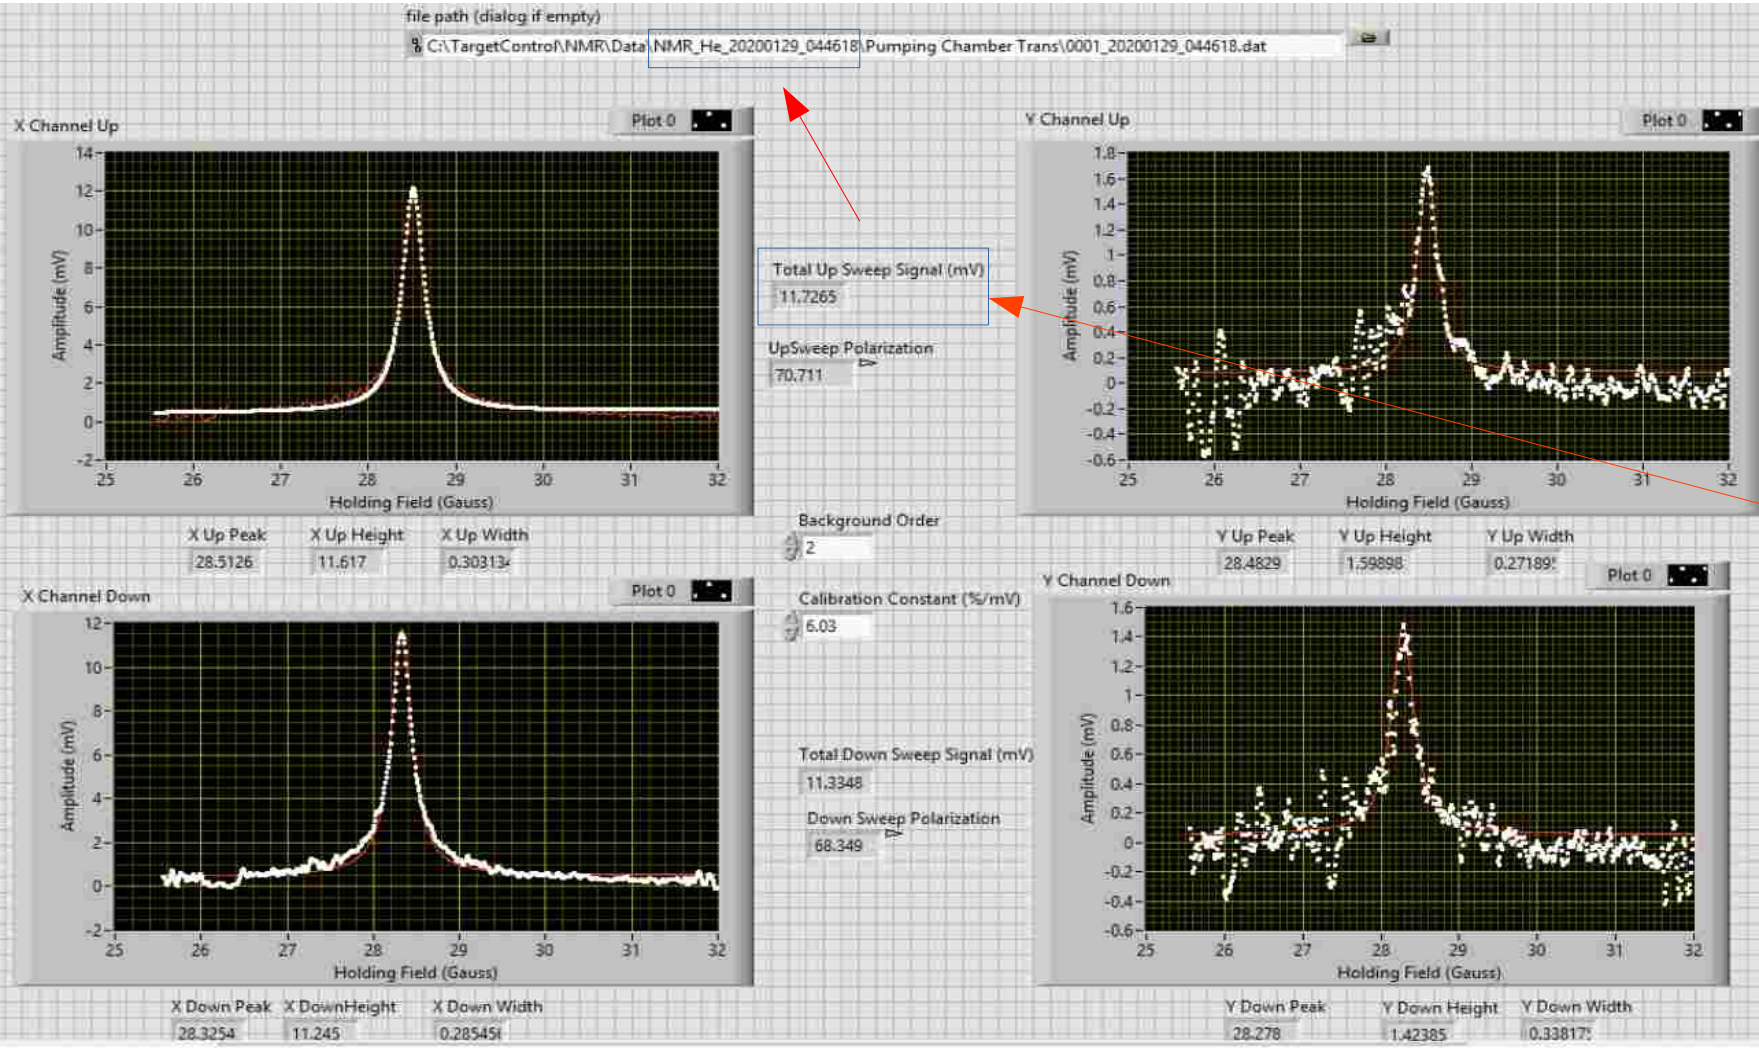 file path (dialog if empty)
C:\TargetControl\NMR\Data\NMR_He_20200129_044618\Pumping Chamber Trans\0001_20200129_044618.dat
X Channel Up
Plot 0
Amplitude (mV)
14
12
10
8
6
4
2
0
-2
25 26 27 28 29 30 31 32
Holding Field (Gauss)
X Up Peak X Up Height X Up Width
28.5126 11.617 0.303134
Total Up Sweep Signal (mV)
11.7265
UpSweep Polarization
70.711
Y Channel Up
Plot 0
Amplitude (mV)
1.8
1.6
1.4
1.2
1
0.8
0.6
0.4
0.2
0
-0.2
-0.4
-0.6
25 26 27 28 29 30 31 32
Holding Field (Gauss)
Y Up Peak Y Up Height Y Up Width
28.4829 1.59898
Background Order
2
Calibration Constant (%/mV)
6.03
X Channel Down
Plot 0
Amplitude (mV)
12
10
8
6
4
2
0
-2
25 26 27 28 29 30 31 32
Holding Field (Gauss)
X Down Peak X DownHeight X Down Width
28.3254 11.245
Total Down Sweep Signal (mV)
11.3348
Down Sweep Polarization
68.349
Y Channel Down
Plot 0
Amplitude (mV)
1.6
1.4
1.2
1
0.8
0.6
0.4
0.2
0
-0.2
-0.4
-0.6
25 26 27 28 29 30 31 32
Holding Field (Gauss)
Y Down Peak Y Down Height Y Down Width
28.278 1.42385